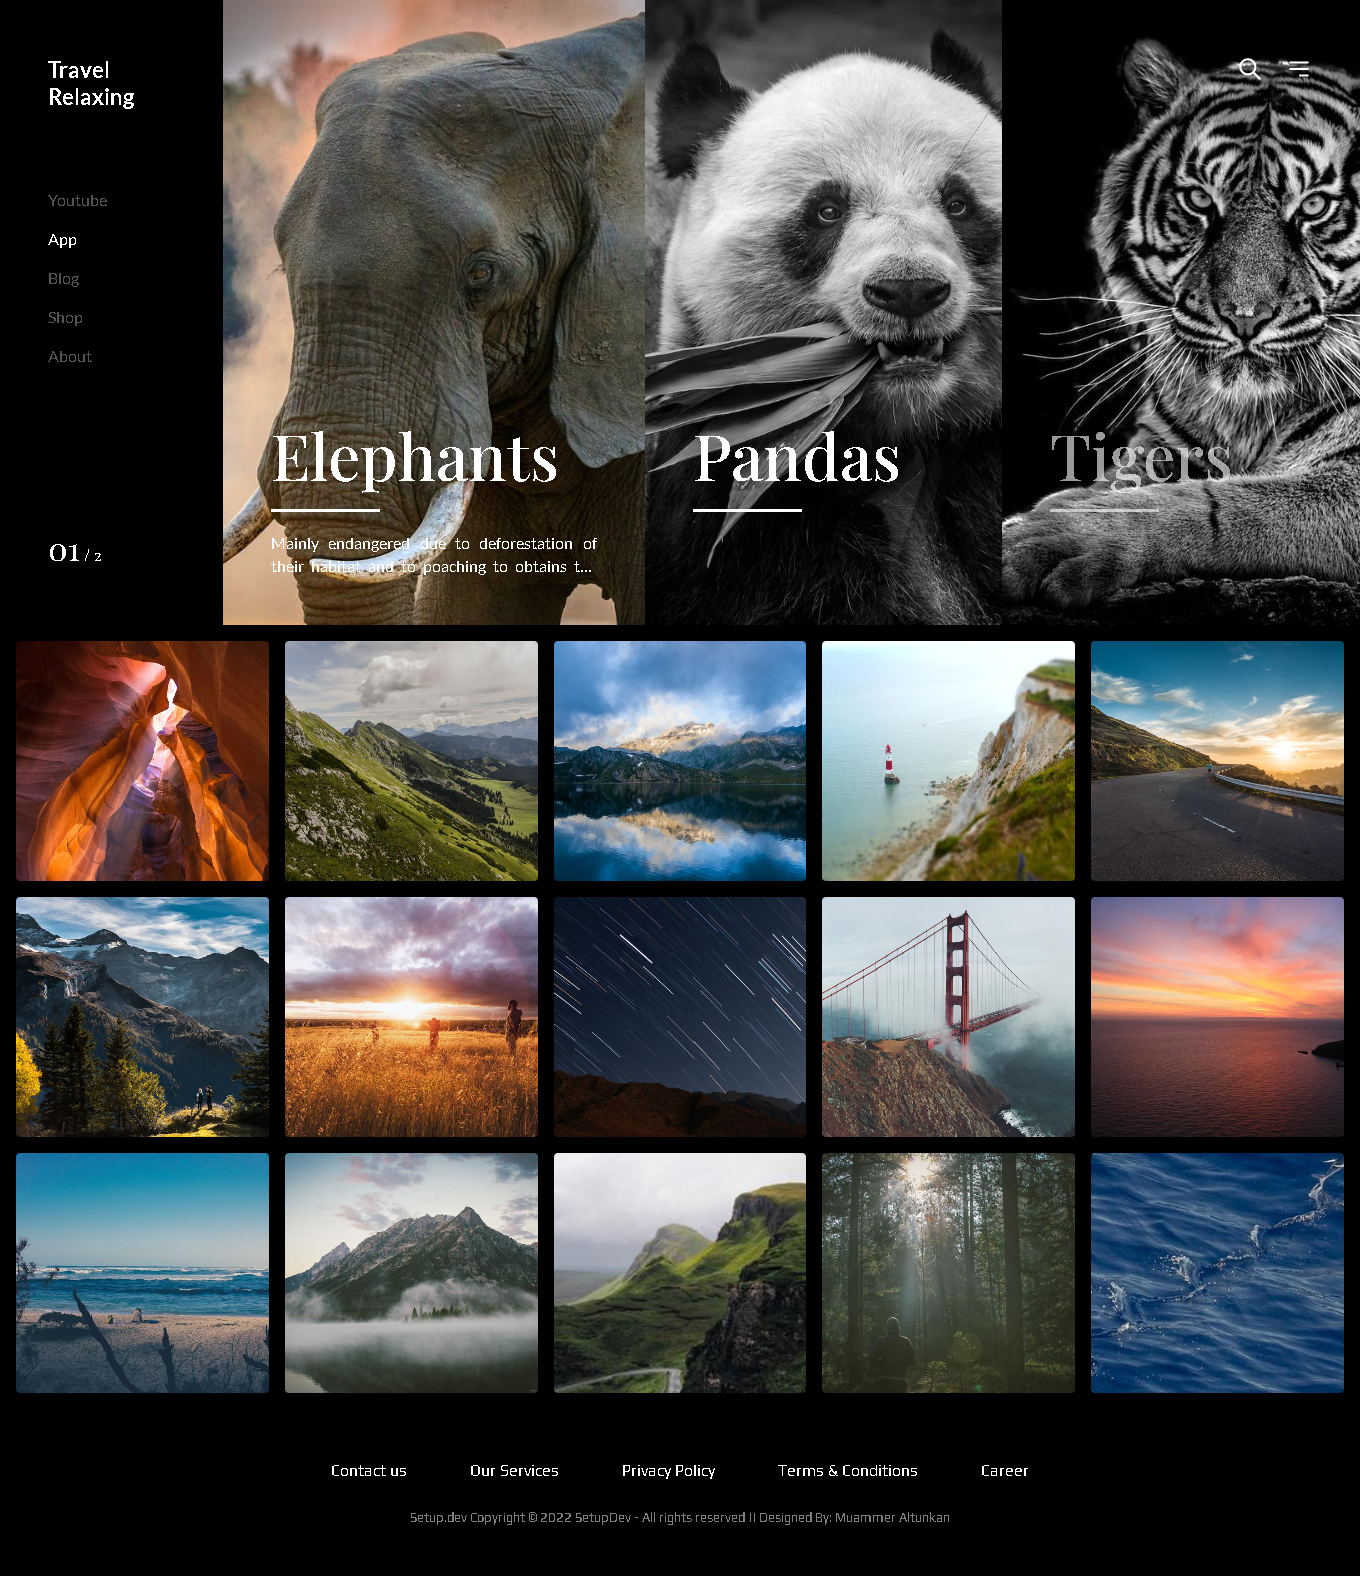 Travel
Relaxing
Youtube
App
Blog
Shop
About
01 / 2
Elephants
Mainly endangered due to deforestation of
their habitat and to poaching to obtains t...
Pandas
Tigers
Contact us
Our Services
Privacy Policy
Terms & Conditions
Career
Setup.dev Copyright © 2022 SetupDev - All rights reserved || Designed By: Muammer Altunkan